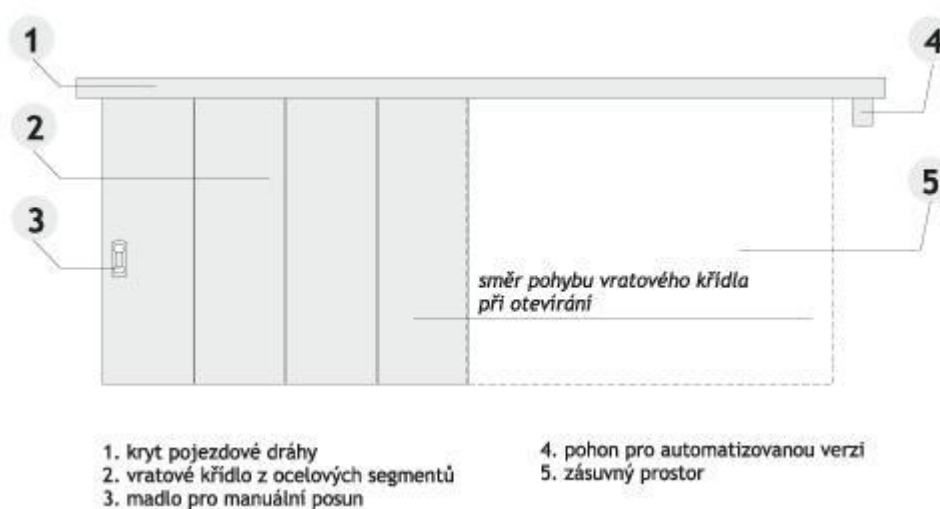 1
4
2
3
5
směr pohybu vratového křídla
při otevírání
1. kryt pojezdové dráhy
2. vratové křídlo z ocelových segmentů
3. madlo pro manuální posun
4. pohon pro automatizovanou verzi
5. zásuvný prostor